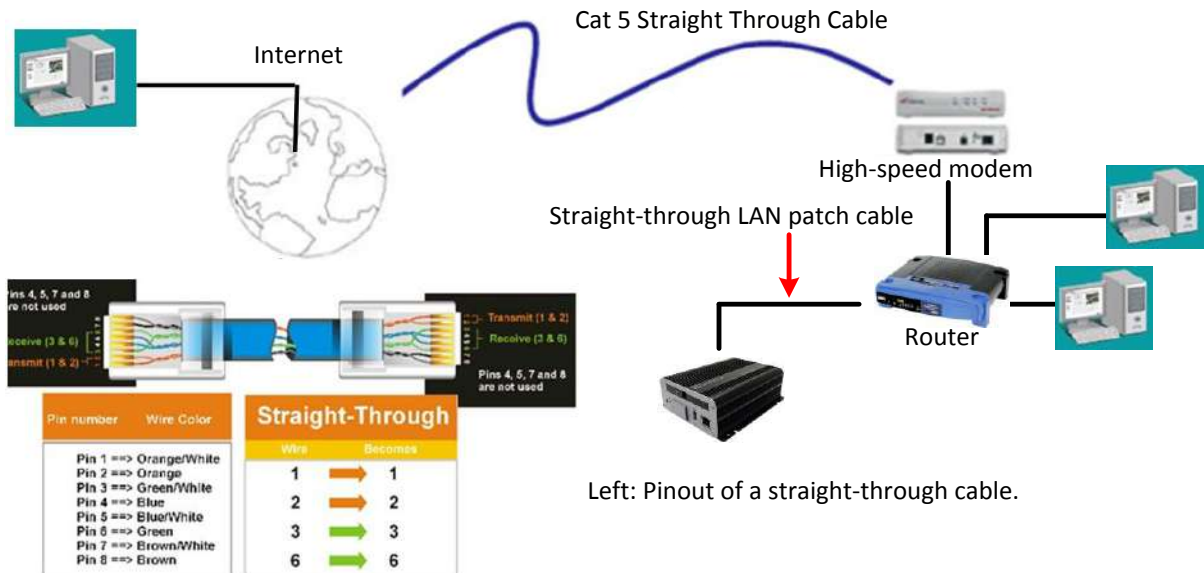 Cat 5 Straight Through Cable
Internet
High-speed modem
Straight-through LAN patch cable
Router
ins 4, 5, 7 and 8
are not used
eceive (3 & 6)
ansmit (1 & 2)
Transmit (1 & 2)
Receive (3 & 6)
Pins 4, 5, 7 and 8
are not used
Pin number Wire Color
Pin 1 ==> Orange/White
Pin 2 ==> Orange
Pin 3 ==> Green/White
Pin 4 ==> Blue
Pin 5 ==> Blue/White
Pin 6 ==> Green
Pin 7 ==> Brown/White
Pin 8 ==> Brown
Straight-Through
Wire Becomes
1 1
2 2
3 3
6 6
Left: Pinout of a straight-through cable.